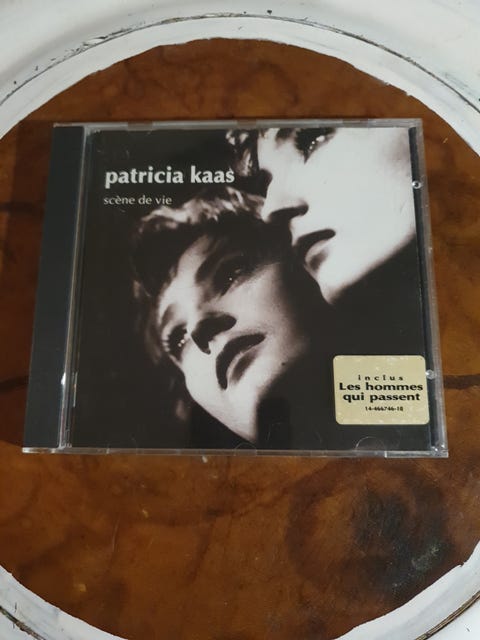 patricia kaas
scène de vie
inclus
Les hommes
qui passent
14-466746-10